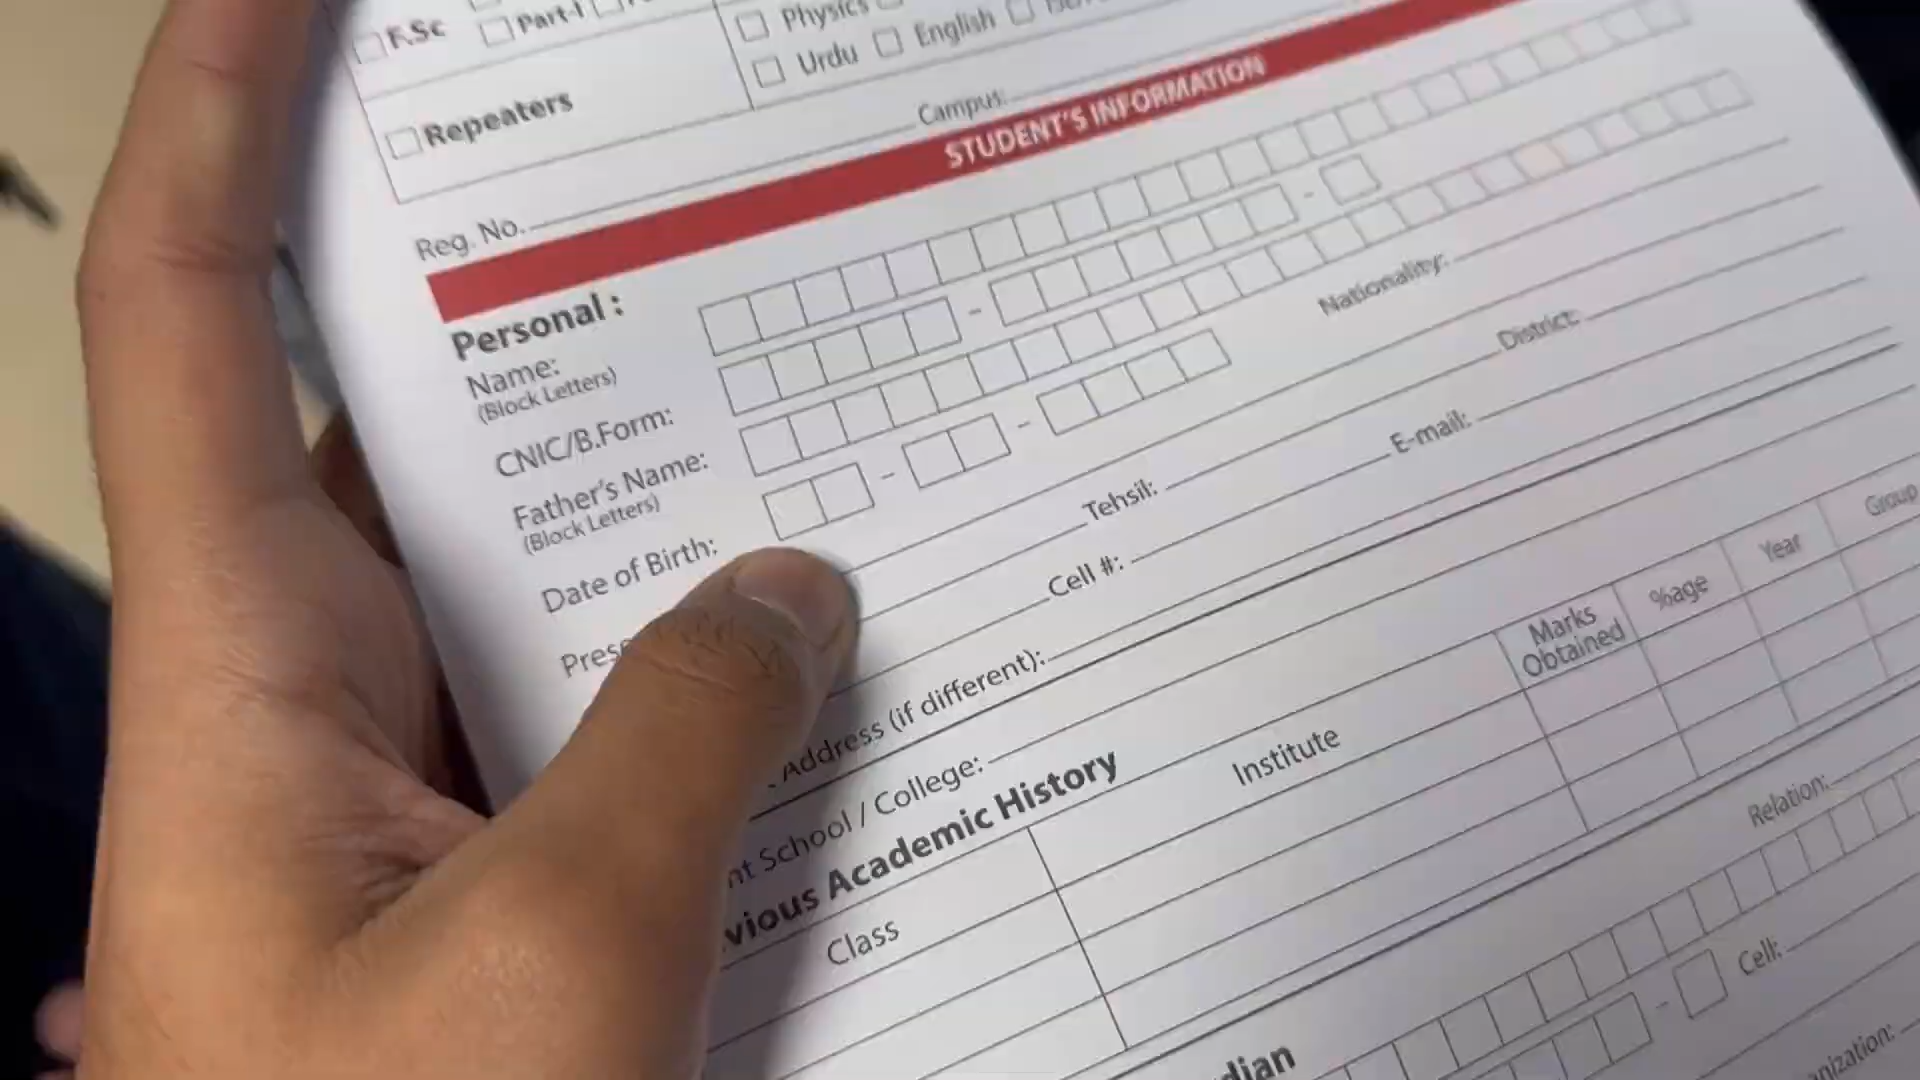 F.Sc Part-I Physics
Urdu English
Repeaters
Reg. No. Campus:
STUDENT'S INFORMATION
Personal :
Name:
(Block Letters)
CNIC/B.Form:
- -
Father's Name:
(Block Letters)
Date of Birth: - - Nationality:
Tehsil: District:
Cell #: E-mail:
Address (if different):
School / College:
Academic History
Class Institute Marks Obtained %age Year Group
Relation:
- Cell: